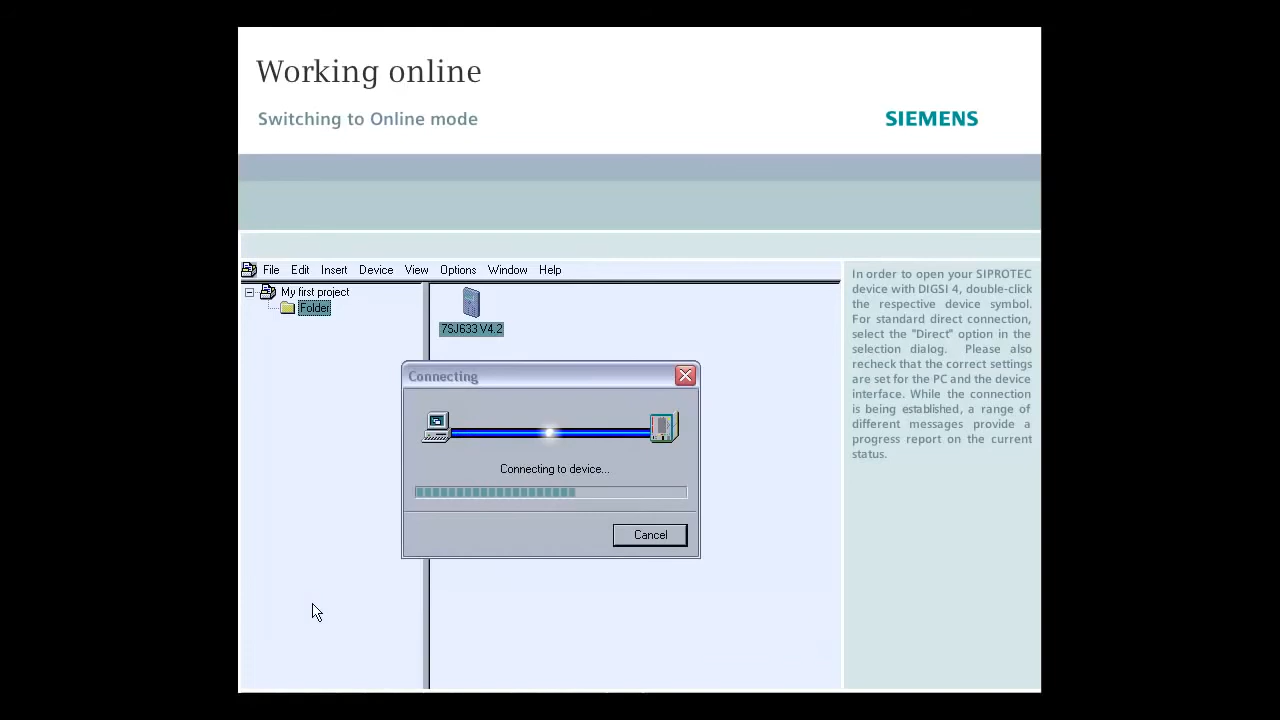 Working online
Switching to Online mode
SIEMENS
File Edit Insert Device View Options Window Help
My first project
Folder
7SJ633 V4.2
Connecting
Connecting to device...
Cancel
In order to open your SIPROTEC
device with DIGSI 4, double-click
the respective device symbol.
For standard direct connection,
select the "Direct" option in the
selection dialog. Please also
recheck that the correct settings
are set for the PC and the device
interface. While the connection
is being established, a range of
different messages provide a
progress report on the current
status.